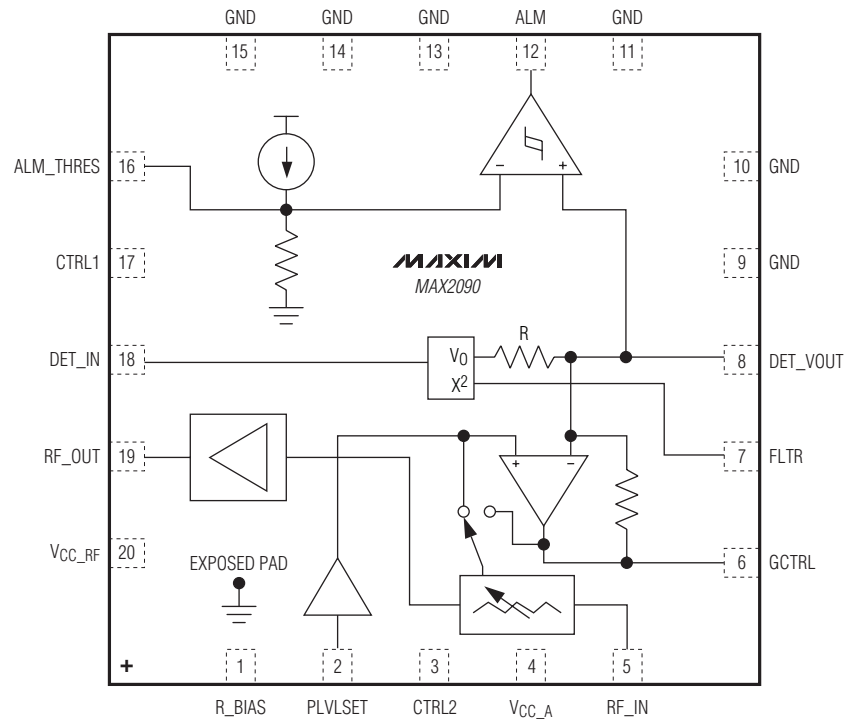 GND GND GND ALM GND
15 14 13 12 11
ALM_THRES 16 - + 10 GND
CTRL1 17 MAXIM 9 GND
MAX2090
DET_IN 18 VO R 8 DET_VOUT
X2
RF_OUT 19 + - 7 FLTR
VCC_RF 20 EXPOSED PAD 6 GCTRL
+ 1 2 3 4 5
R_BIAS PLVLSET CTRL2 VCC_A RF_IN